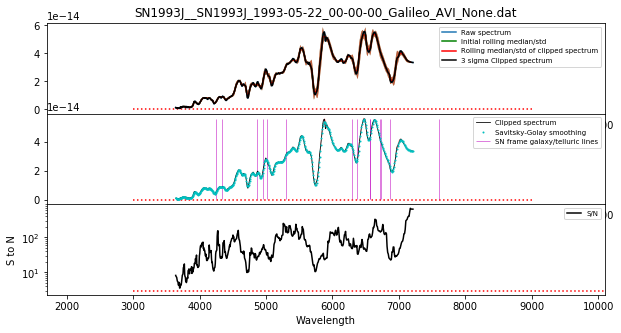 SN1993J__SN1993J_1993-05-22_00-00-00_Galileo_AVI_None.dat
1e−14
6
4
2
0
Raw spectrum
Initial rolling median/std
Rolling median/std of clipped spectrum
3 sigma Clipped spectrum
1e−14
4
2
0
Clipped spectrum
Savitsky-Golay smoothing
SN frame galaxy/telluric lines
S to N
10²
10¹
S/N
2000 3000 4000 5000 6000 7000 8000 9000 10000
Wavelength